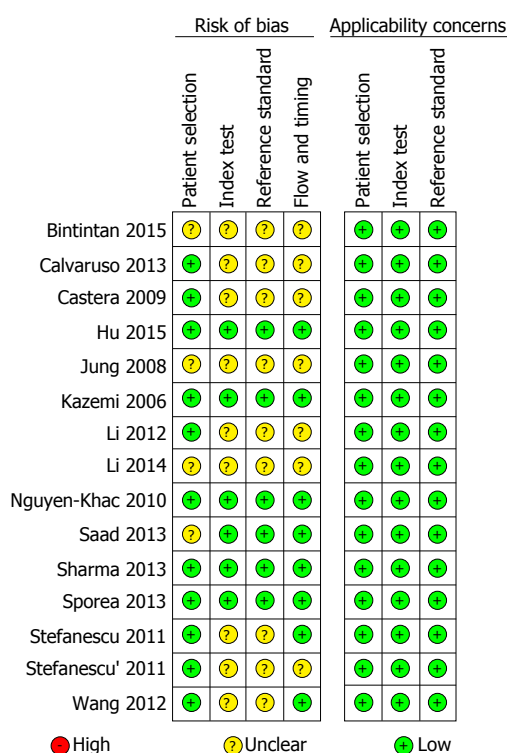 Risk of bias Applicability concerns
Patient selection Index test Reference standard Flow and timing Patient selection Index test Reference standard
Bintintan 2015 ? ? ? ? + + +
Calvaruso 2013 + ? ? ? + + +
Castera 2009 + ? ? ? + + +
Hu 2015 + + + + + + +
Jung 2008 ? ? ? ? + + +
Kazemi 2006 + + + + + + +
Li 2012 + ? ? ? + + +
Li 2014 ? ? ? ? + + +
Nguyen-Khac 2010 + + + + + + +
Saad 2013 ? + + + + + +
Sharma 2013 + + + + + + +
Sporea 2013 + + + + + + +
Stefanescu 2011 + ? ? + + + +
Stefanescu' 2011 + ? ? ? + + +
Wang 2012 + ? ? + + + +
- High ? Unclear + Low